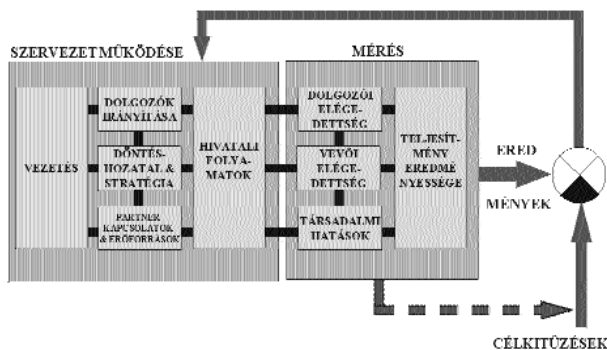 SZERVEZET MŰKÖDÉSE
MÉRÉS
VEZETÉS
DOLGOZÓK
IRÁNYÍTÁSA
DÖNTÉS-
HOZATAL &
STRATÉGIA
PARTNER
KAPCSOLATOK
& ERŐFORRÁSOK
HIVATALI
FOLYA-
MATOK
DOLGOZÓI
ELÉGE-
DETTSÉG
VEVŐI
ELÉGE-
DETTSÉG
TÁRSADALMI
HATÁSOK
TELJESÍT-
MÉNY
EREDMÉ
NYESSÉGE
ERED
MÉNYEK
CÉLKITŰZÉSEK